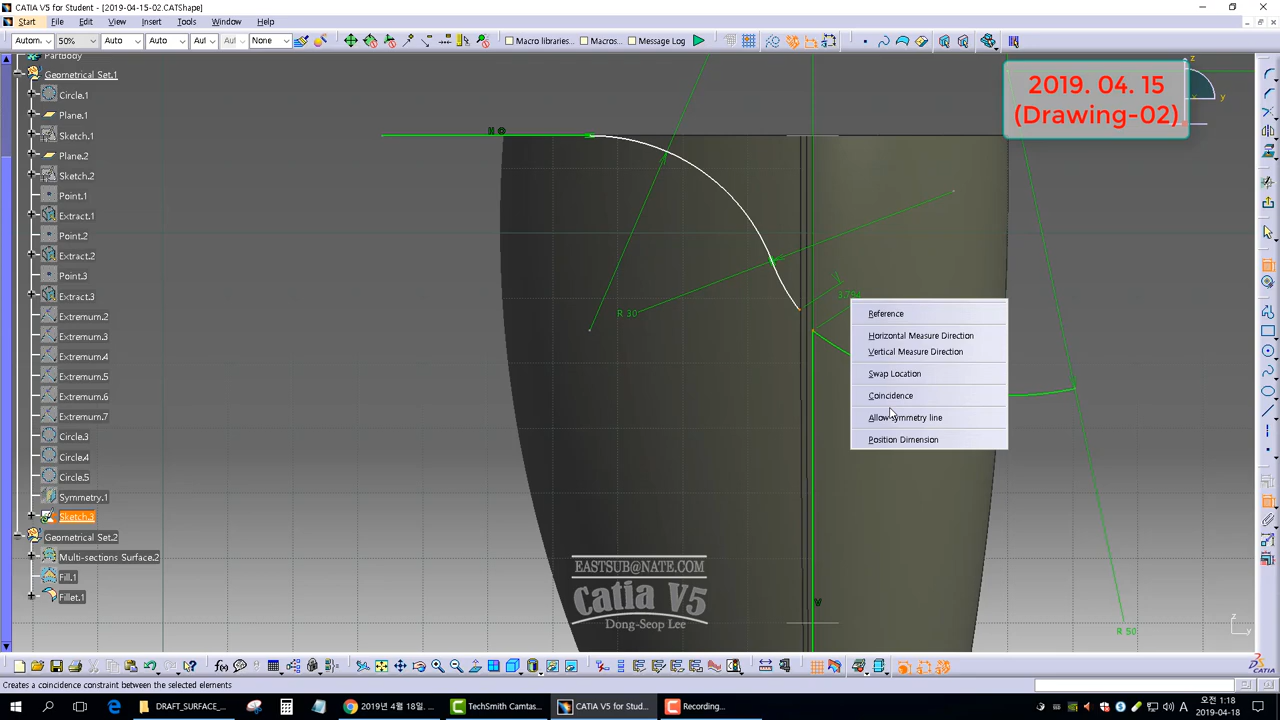 CATIA V5 for Student - [2019-04-15-02.CATShape]
Start File Edit View Insert Tools Window Help
Autom. 50% Auto Auto Aut Aut None Macro libraries... Macros... Message Log
PartBody
Geometrical Set.1
Circle.1
Plane.1
Sketch.1
Plane.2
Sketch.2
Point.1
Extract.1
Point.2
Extract.2
Point.3
Extract.3
Extremum.2
Extremum.3
Extremum.4
Extremum.5
Extremum.6
Extremum.7
Circle.3
Circle.4
Circle.5
Symmetry.1
Sketch.3
Geometrical Set.2
Multi-sections Surface.2
Fill.1
Fillet.1
2019. 04. 15
(Drawing-02)
z
y
x
H
R 30
Reference
Horizontal Measure Direction
Vertical Measure Direction
Swap Location
Coincidence
Allow symmetry line
Position Dimension
V
R 50
z
y
EASTSUB@NATE.COM
Catia V5
Dong-Seop Lee
Creates a coincidence constraint between the selected elements
DRAFT_SURFACE_... 2019년 4월 18일 ... TechSmith Camtas... CATIA V5 for Stud... Recording...
오전 1:18
2019-04-18